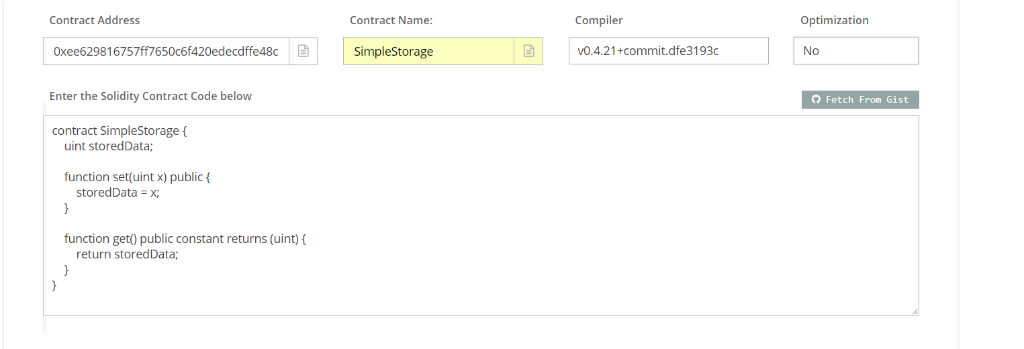 Contract Address Contract Name: Compiler Optimization
0xee629816757ff7650c6f420edecdffe48c SimpleStorage v0.4.21+commit.dfe3193c No
Enter the Solidity Contract Code below Fetch From Gist
contract SimpleStorage {
uint storedData;
function set(uint x) public {
storedData = x;
}
function get() public constant returns (uint) {
return storedData;
}
}